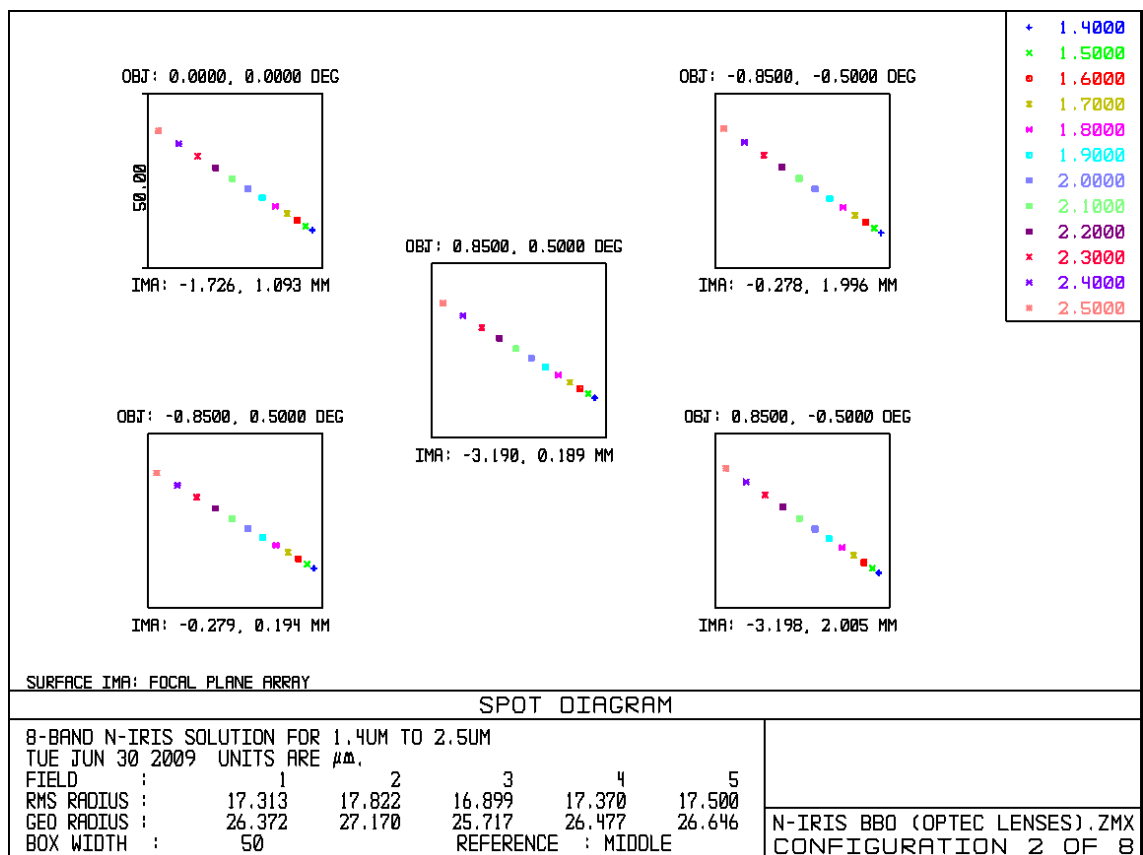 1.4000
1.5000
1.6000
1.7000
1.8000
1.9000
2.0000
2.1000
2.2000
2.3000
2.4000
2.5000
OBJ: 0.0000, 0.0000 DEG
50.00
IMA: -1.726, 1.093 MM
OBJ: -0.8500, -0.5000 DEG
IMA: -0.278, 1.996 MM
OBJ: 0.8500, 0.5000 DEG
IMA: -3.190, 0.189 MM
OBJ: -0.8500, 0.5000 DEG
IMA: -0.279, 0.194 MM
OBJ: 0.8500, -0.5000 DEG
IMA: -3.198, 2.005 MM
SURFACE IMA: FOCAL PLANE ARRAY
SPOT DIAGRAM
8-BAND N-IRIS SOLUTION FOR 1.4UM TO 2.5UM
TUE JUN 30 2009 UNITS ARE µm.
FIELD : 1 2 3 4 5
RMS RADIUS : 17.313 17.822 16.899 17.370 17.500
GEO RADIUS : 26.372 27.170 25.717 26.477 26.646
BOX WIDTH : 50 REFERENCE : MIDDLE
N-IRIS BBO (OPTEC LENSES).ZMX
CONFIGURATION 2 OF 8